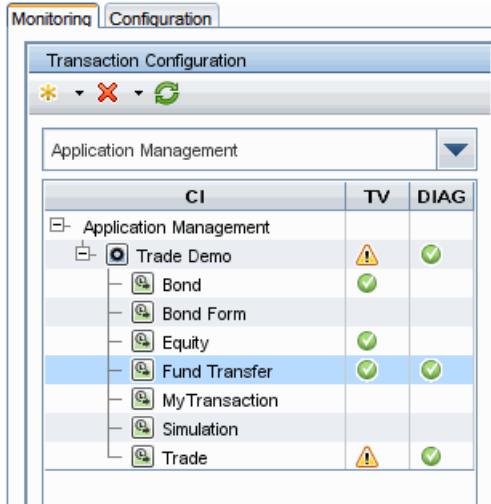 Monitoring Configuration
Transaction Configuration
Application Management
CI TV DIAG
Application Management
Trade Demo
Bond
Bond Form
Equity
Fund Transfer
MyTransaction
Simulation
Trade